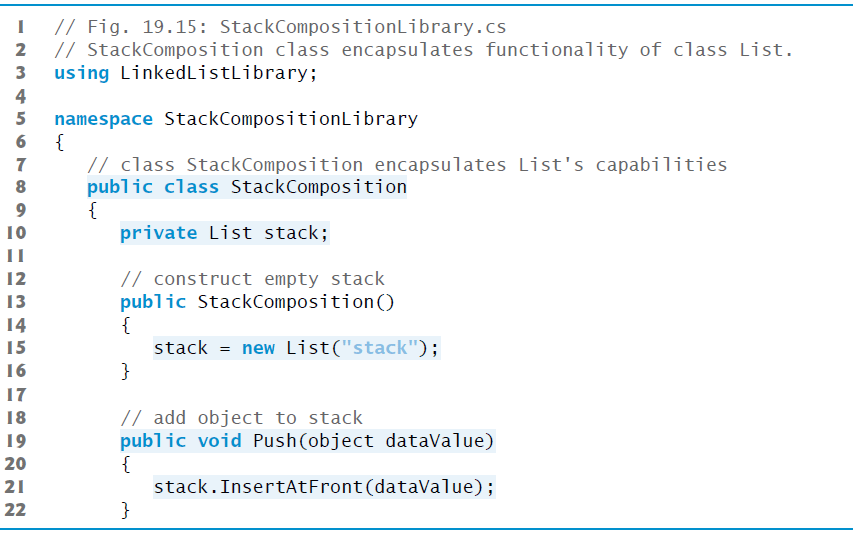 1 // Fig. 19.15: StackCompositionLibrary.cs
2 // StackComposition class encapsulates functionality of class List.
3 using LinkedListLibrary;
4
5 namespace StackCompositionLibrary
6 {
7    // class StackComposition encapsulates List's capabilities
8    public class StackComposition
9    {
10       private List stack;
11
12       // construct empty stack
13       public StackComposition()
14       {
15          stack = new List("stack");
16       }
17
18       // add object to stack
19       public void Push(object dataValue)
20       {
21          stack.InsertAtFront(dataValue);
22       }